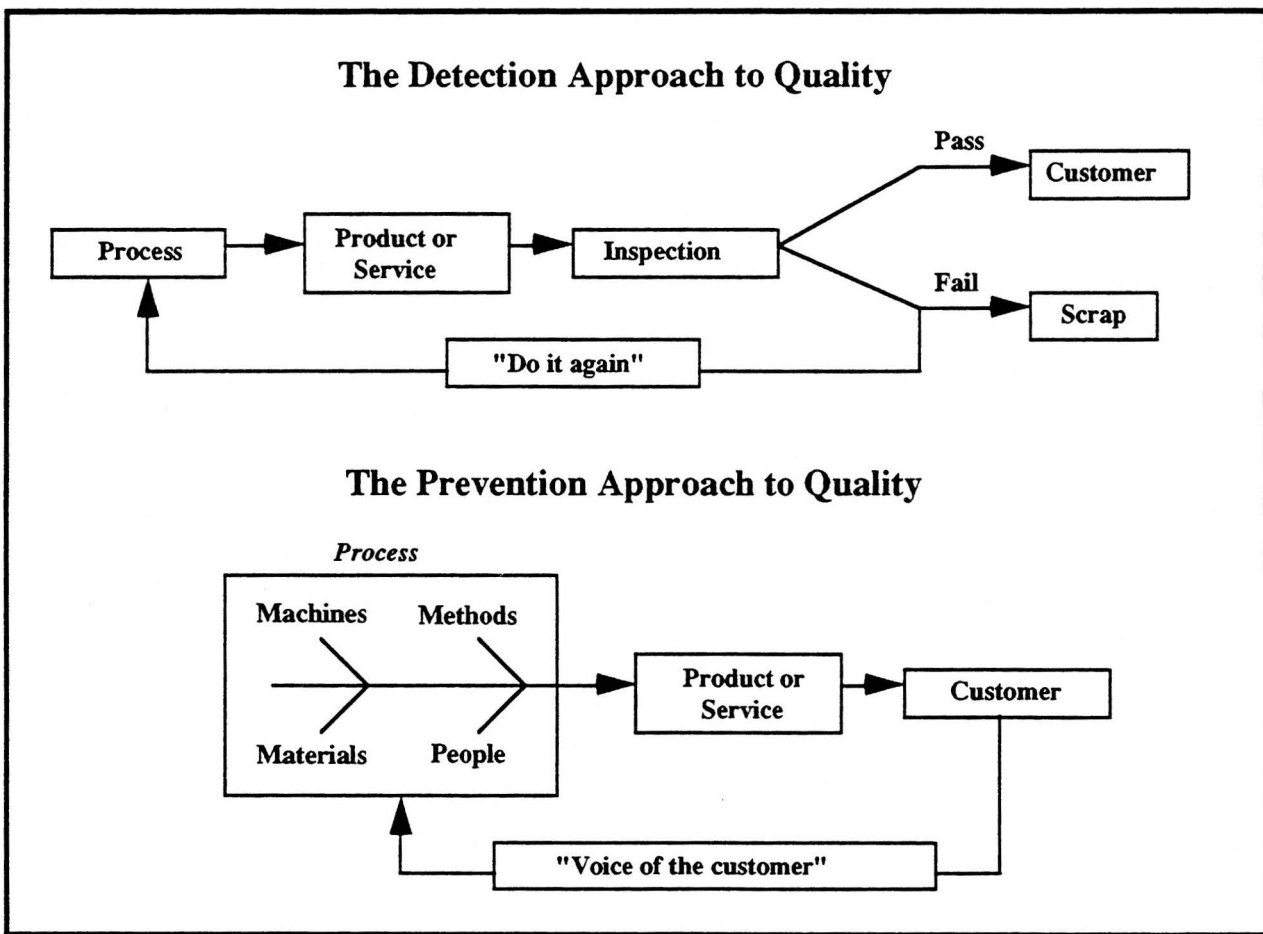 The Detection Approach to Quality
Pass
Customer
Process
Product or
Service
Inspection
Fail
Scrap
"Do it again"
The Prevention Approach to Quality
Process
Machines
Methods
Materials
People
Product or
Service
Customer
"Voice of the customer"